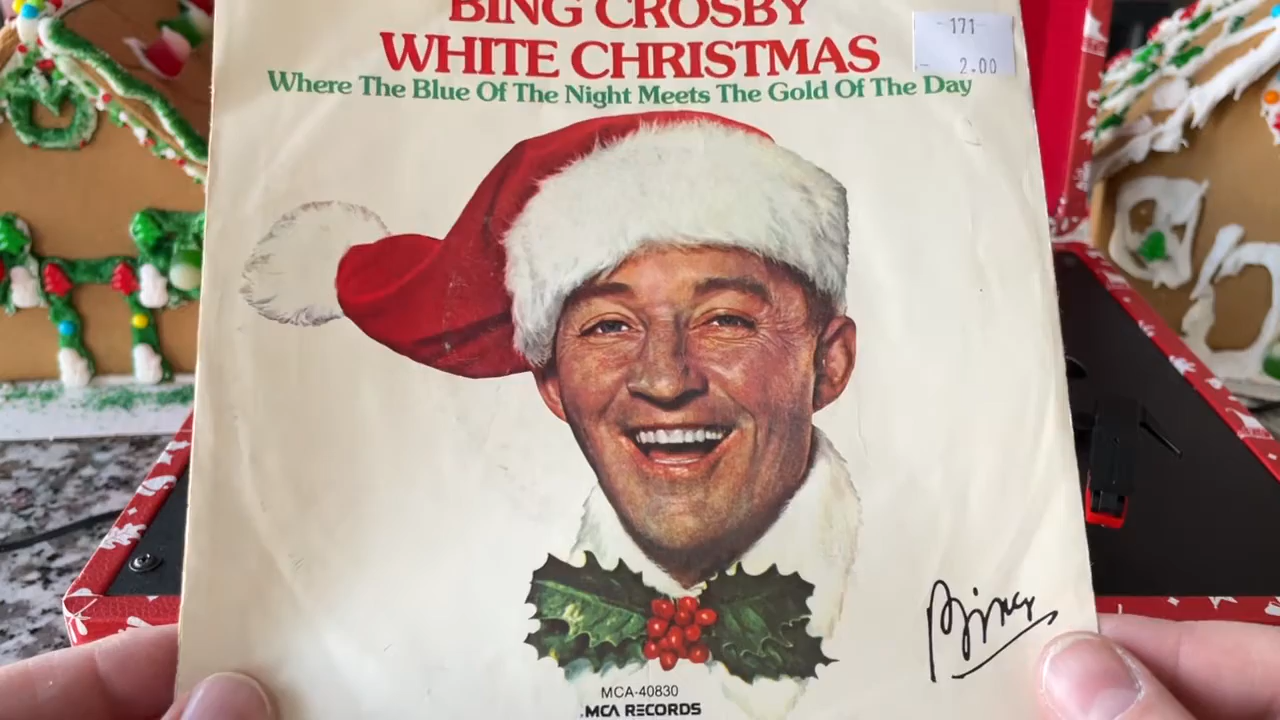 BING CROSBY
WHITE CHRISTMAS
Where The Blue Of The Night Meets The Gold Of The Day
171
2.00
Bing
MCA-40830
MCA RECORDS